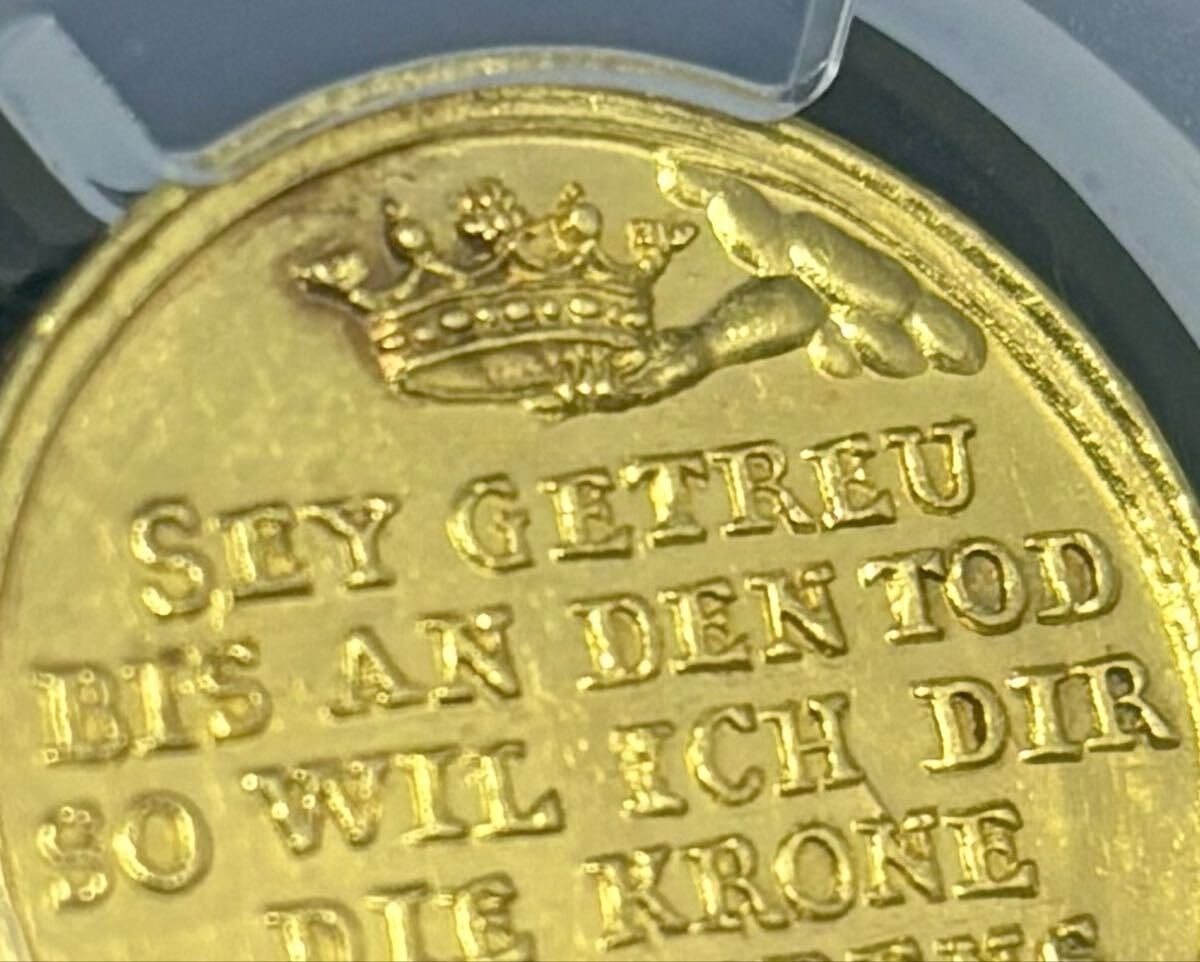 SEY GETREU
BIS AN DEN TOD
SO WIL ICH DIR
DIE KRONE